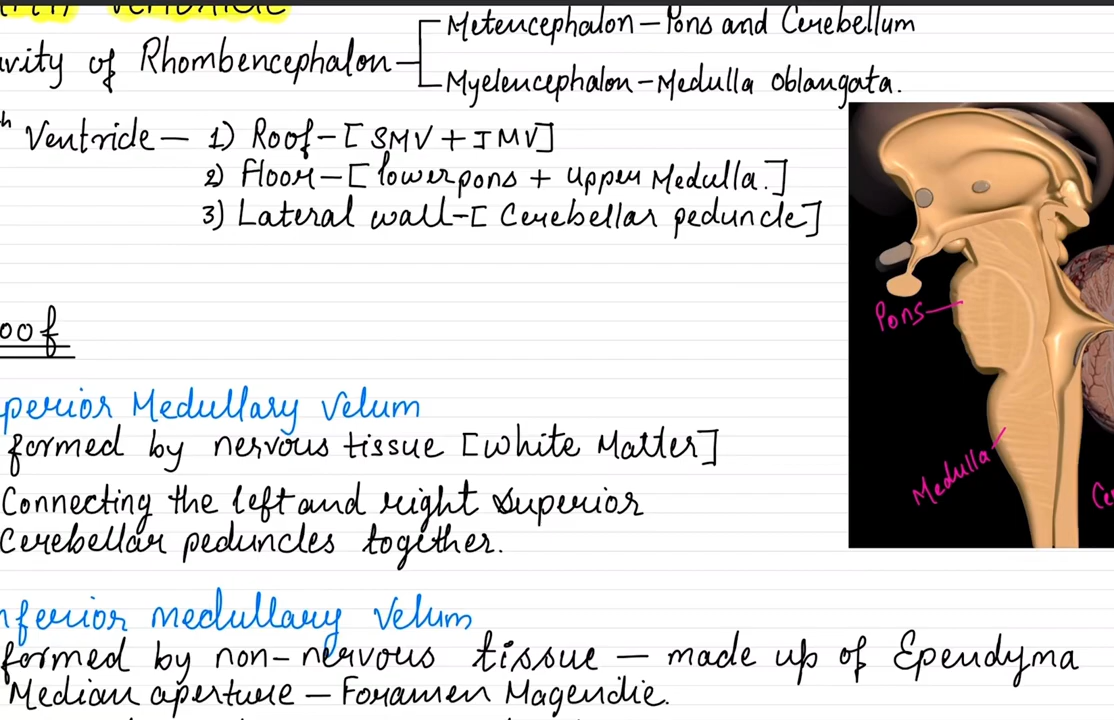 Metencephalon – Pons and Cerebellum
vity of Rhombencephalon
Myelencephalon – Medulla Oblangata.
h Ventricle — 1) Roof – [SMV + IMV]
2) Floor – [lower pons + upper Medulla.]
3) Lateral wall – [Cerebellar peduncle]
Pons
oof
perior Medullary Velum
formed by nervous tissue [White Matter]
Medulla
Ce
Connecting the left and right Superior
Cerebellar peduncles together.
nferior medullary Velum
formed by non-nervous tissue — made up of Ependyma
Median aperture — Foramen Magendie.